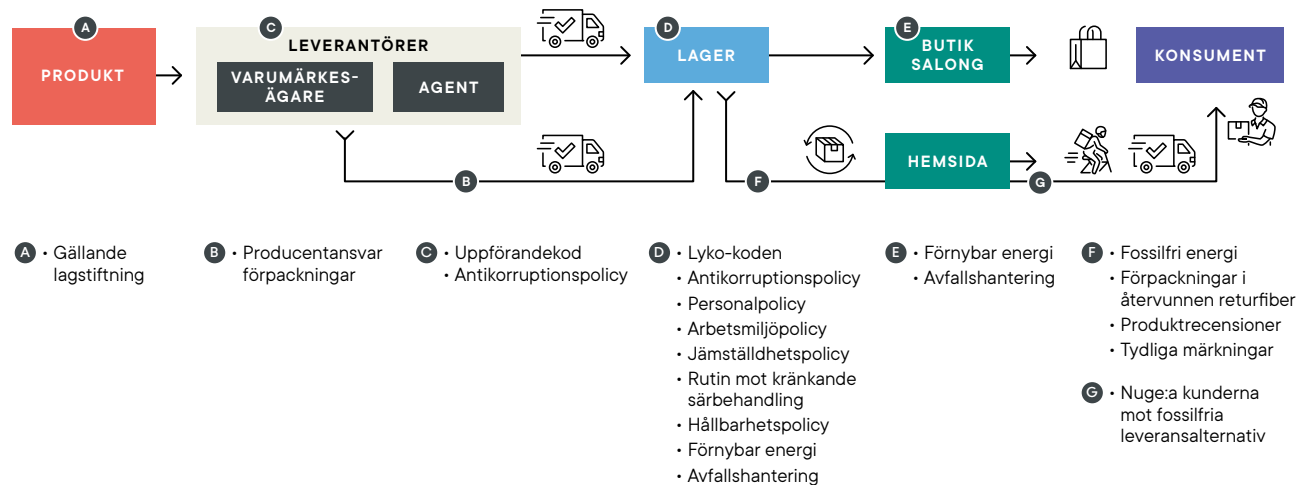 A
PRODUKT
C
LEVERANTÖRER
VARUMÄRKES-
ÄGARE
AGENT
D
LAGER
E
BUTIK
SALONG
KONSUMENT
B
F
HEMSIDA
G
A • Gällande
lagstiftning
B • Producentansvar
förpackningar
C • Uppförandekod
• Antikorruptionspolicy
D • Lyko-koden
• Antikorruptionspolicy
• Personalpolicy
• Arbetsmiljöpolicy
• Jämställdhetspolicy
• Rutin mot kränkande
särbehandling
• Hållbarhetspolicy
• Förnybar energi
• Avfallshantering
E • Förnybar energi
• Avfallshantering
F • Fossilfri energi
• Förpackningar i
återvunnen returfiber
• Produktrecensioner
• Tydliga märkningar
G • Nuge:a kunderna
mot fossilfria
leveransalternativ